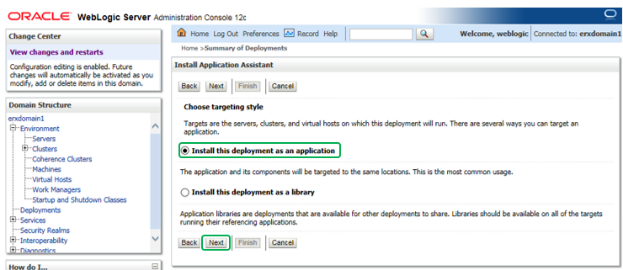 ORACLE® WebLogic Server Administration Console 12c
Change Center
View changes and restarts
Configuration editing is enabled. Future
changes will automatically be activated as you
modify, add or delete items in this domain.
Domain Structure
erxdomain1
Environment
Servers
Clusters
Coherence Clusters
Machines
Virtual Hosts
Work Managers
Startup and Shutdown Classes
Deployments
Services
Security Realms
Interoperability
Diagnostics
How do I...
Home Log Out Preferences Record Help
Welcome, weblogic
Connected to: erxdomain1
Home >Summary of Deployments
Install Application Assistant
Back Next Finish Cancel
Choose targeting style
Targets are the servers, clusters, and virtual hosts on which this deployment will run. There are several ways you can target an
application.
Install this deployment as an application
The application and its components will be targeted to the same locations. This is the most common usage.
Install this deployment as a library
Application libraries are deployments that are available for other deployments to share. Libraries should be available on all of the targets
running their referencing applications.
Back Next Finish Cancel